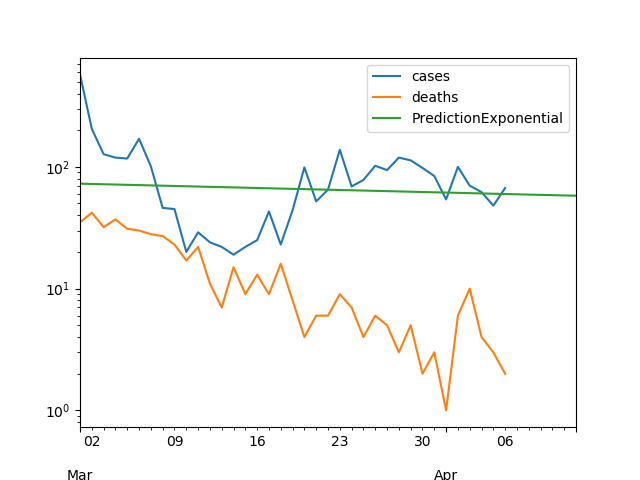 cases
deaths
PredictionExponential
10²
10¹
10⁰
02 09 16 23 30 06
Mar Apr